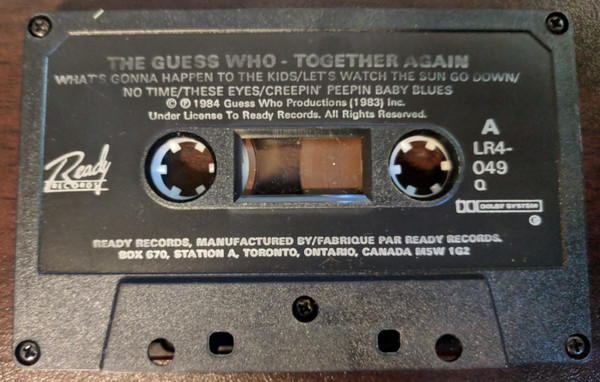 THE GUESS WHO - TOGETHER AGAIN
WHAT'S GONNA HAPPEN TO THE KIDS/LET'S WATCH THE SUN GO DOWN/
NO TIME/THESE EYES/CREEPIN' PEEPIN BABY BLUES
© ℗ 1984 Guess Who Productions (1983) Inc.
Under License To Ready Records. All Rights Reserved.
A
LR4-
049
Q
Ready
RECORDS
DOLBY SYSTEM
©
READY RECORDS, MANUFACTURED BY/FABRIQUE PAR READY RECORDS.
BOX 670, STATION A, TORONTO, ONTARIO, CANADA M5W 1G2